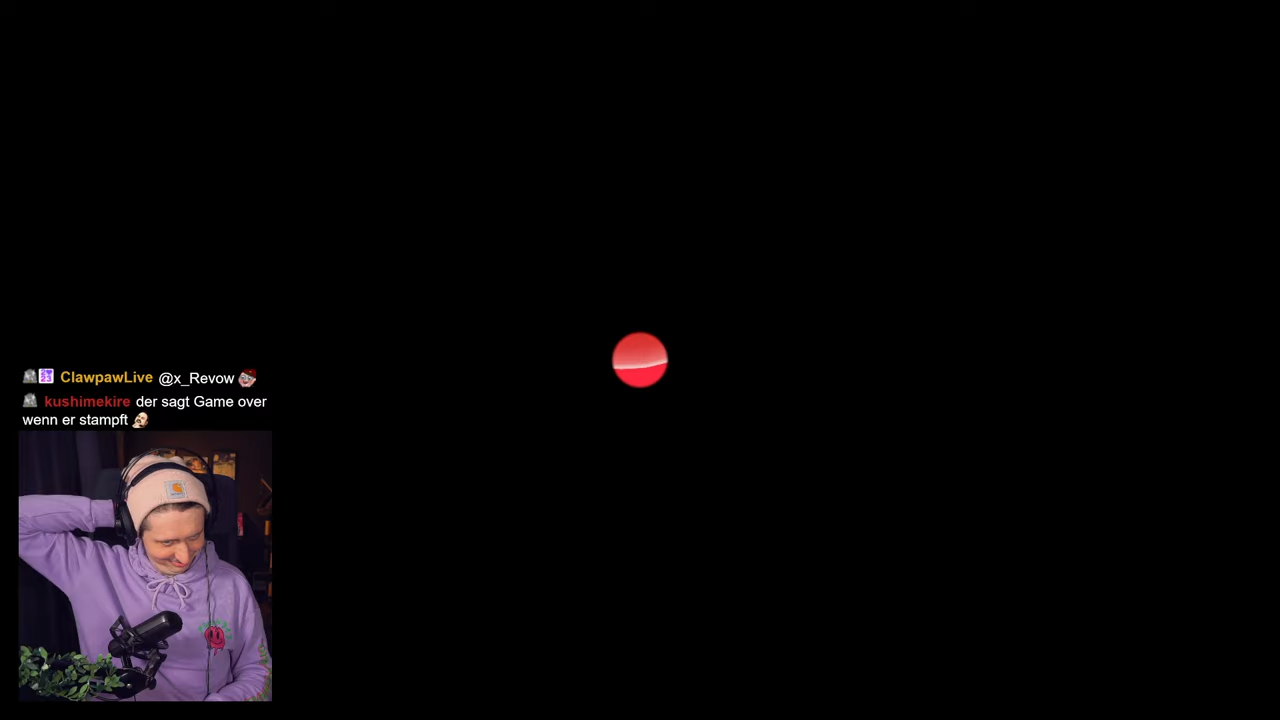 ClawpawLive @x_Revow
kushimekire der sagt Game over
wenn er stampft